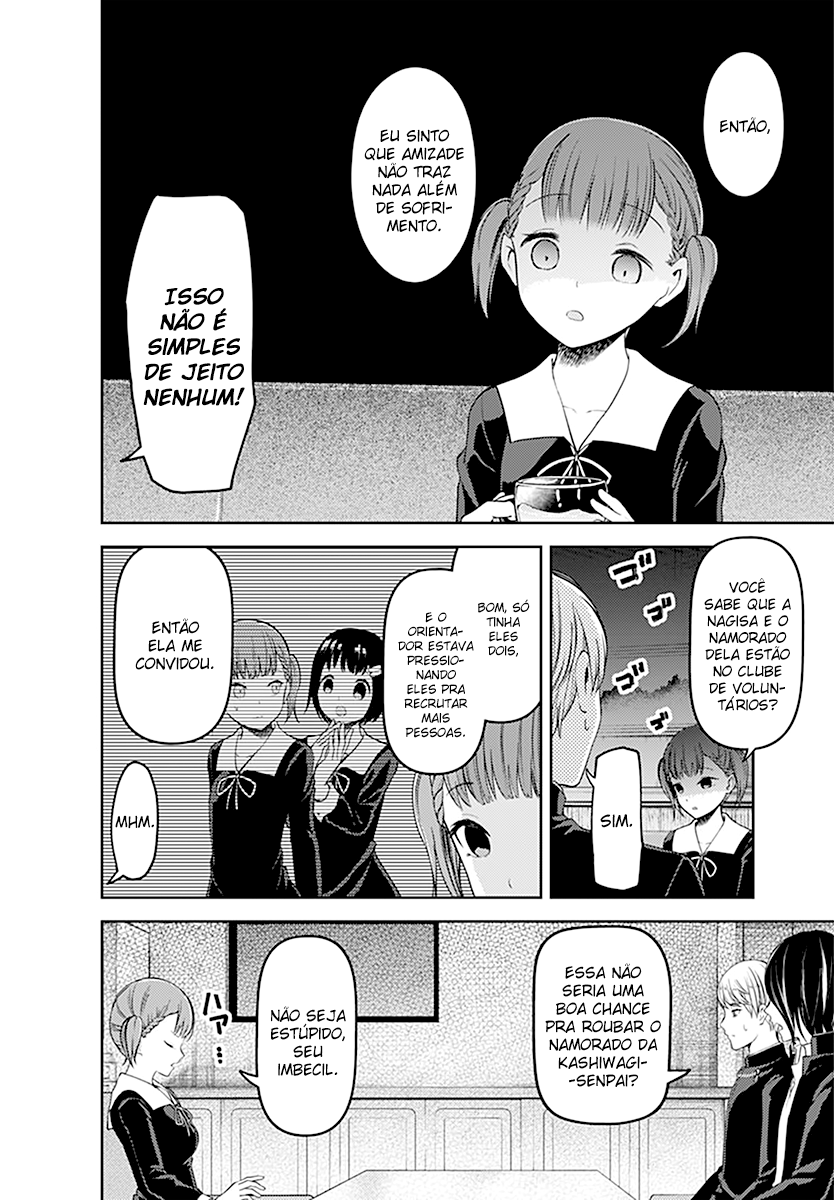 ENTÃO,
EU SINTO
QUE AMIZADE
NÃO TRAZ
NADA ALÉM
DE SOFRI-
MENTO.
ISSO
NÃO É
SIMPLES
DE JEITO
NENHUM!
VOCÊ
SABE QUE A
NAGISA E O
NAMORADO
DELA ESTÃO
NO CLUBE
DE VOLUN-
TÁRIOS?
ゴゴ
ゴゴ
SIM.
BOM, SÓ
TINHA
ELES
DOIS,
E O
ORIENTA-
DOR ESTAVA
PRESSIO-
NANDO
ELES PRA
RECRUTAR
MAIS
PESSOAS.
ENTÃO
ELA ME
CONVIDOU.
MHM.
ESSA NÃO
SERIA UMA
BOA CHANCE
PRA ROUBAR O
NAMORADO DA
KASHIWAGI-
-SENPAI?
NÃO SEJA
ESTÚPIDO,
SEU
IMBECIL.
ハァ…